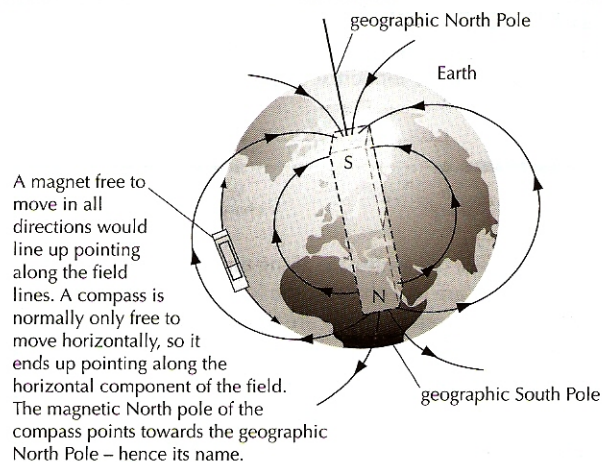 geographic North Pole
Earth
S
A magnet free to
move in all
directions would
line up pointing
along the field
lines. A compass is
normally only free to
move horizontally, so it
ends up pointing along the
horizontal component of the field.
The magnetic North pole of the
compass points towards the geographic
North Pole – hence its name.
N
geographic South Pole